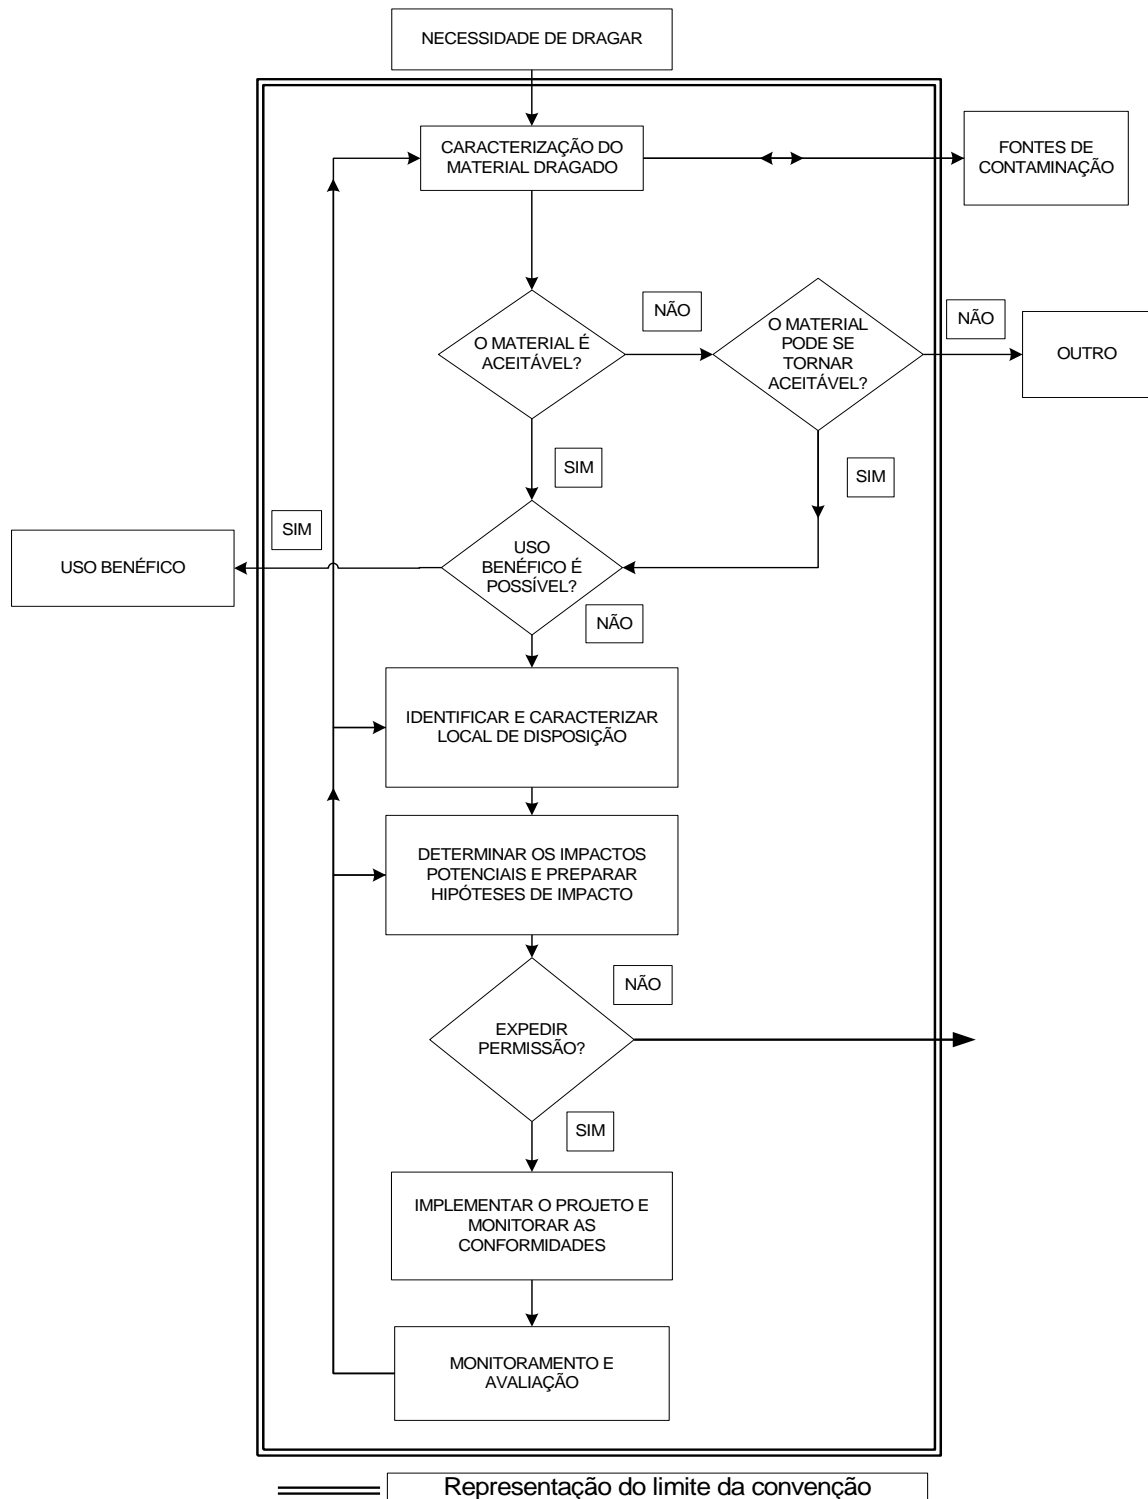 NECESSIDADE DE DRAGAR
CARACTERIZAÇÃO DO
MATERIAL DRAGADO
FONTES DE
CONTAMINAÇÃO
O MATERIAL É
ACEITÁVEL?
NÃO
O MATERIAL
PODE SE
TORNAR
ACEITÁVEL?
NÃO
OUTRO
SIM
SIM
SIM
USO BENÉFICO
USO
BENÉFICO É
POSSÍVEL?
NÃO
IDENTIFICAR E CARACTERIZAR
LOCAL DE DISPOSIÇÃO
DETERMINAR OS IMPACTOS
POTENCIAIS E PREPARAR
HIPÓTESES DE IMPACTO
NÃO
EXPEDIR
PERMISSÃO?
SIM
IMPLEMENTAR O PROJETO E
MONITORAR AS
CONFORMIDADES
MONITORAMENTO E
AVALIAÇÃO
Representação do limite da convenção